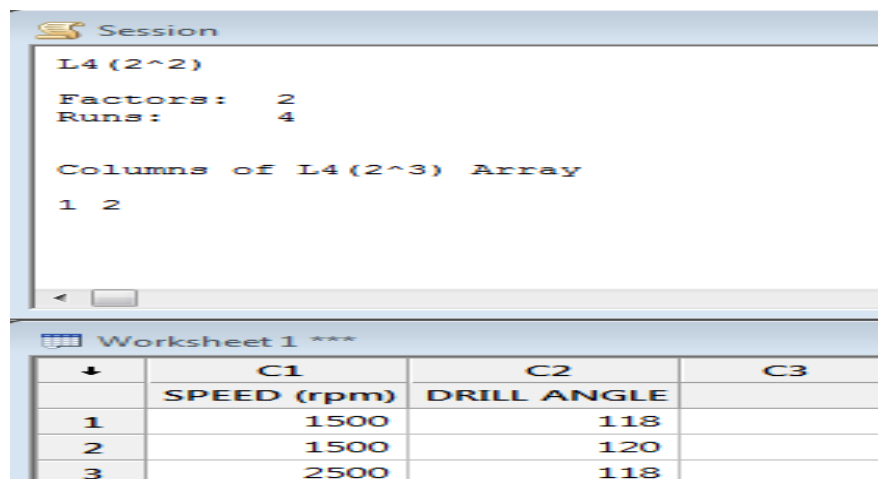 Session
L4(2^2)
Factors: 2
Runs: 4
Columns of L4(2^3) Array
1 2
Worksheet 1 ***
C1 C2 C3
SPEED (rpm) DRILL ANGLE
1 1500 118
2 1500 120
3 2500 118